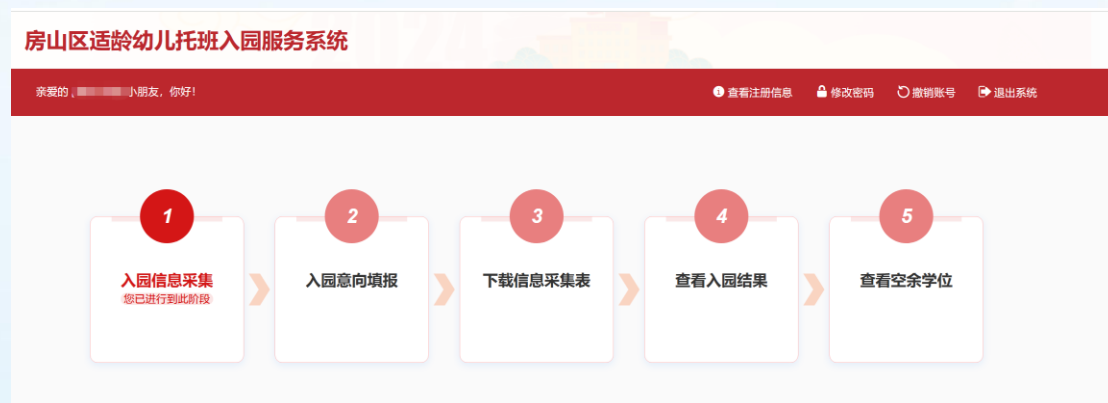 房山区适龄幼儿托班入园服务系统
亲爱的 小朋友，你好！
查看注册信息 修改密码 撤销账号 退出系统
1 2 3 4 5
入园信息采集 入园意向填报 下载信息采集表 查看入园结果 查看空余学位
您已进行到此阶段